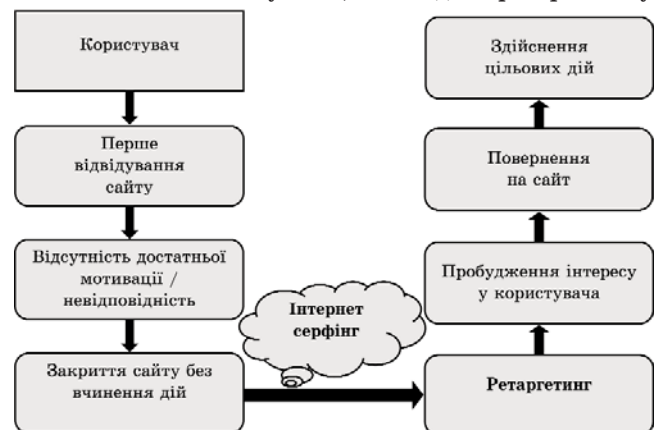 Користувач
Перше
відвідування
сайту
Відсутність достатньої
мотивації /
невідповідність
Закриття сайту без
вчинення дій
Інтернет
серфінг
Ретаргетинг
Пробудження інтересу
у користувача
Повернення
на сайт
Здійснення
цільових дій